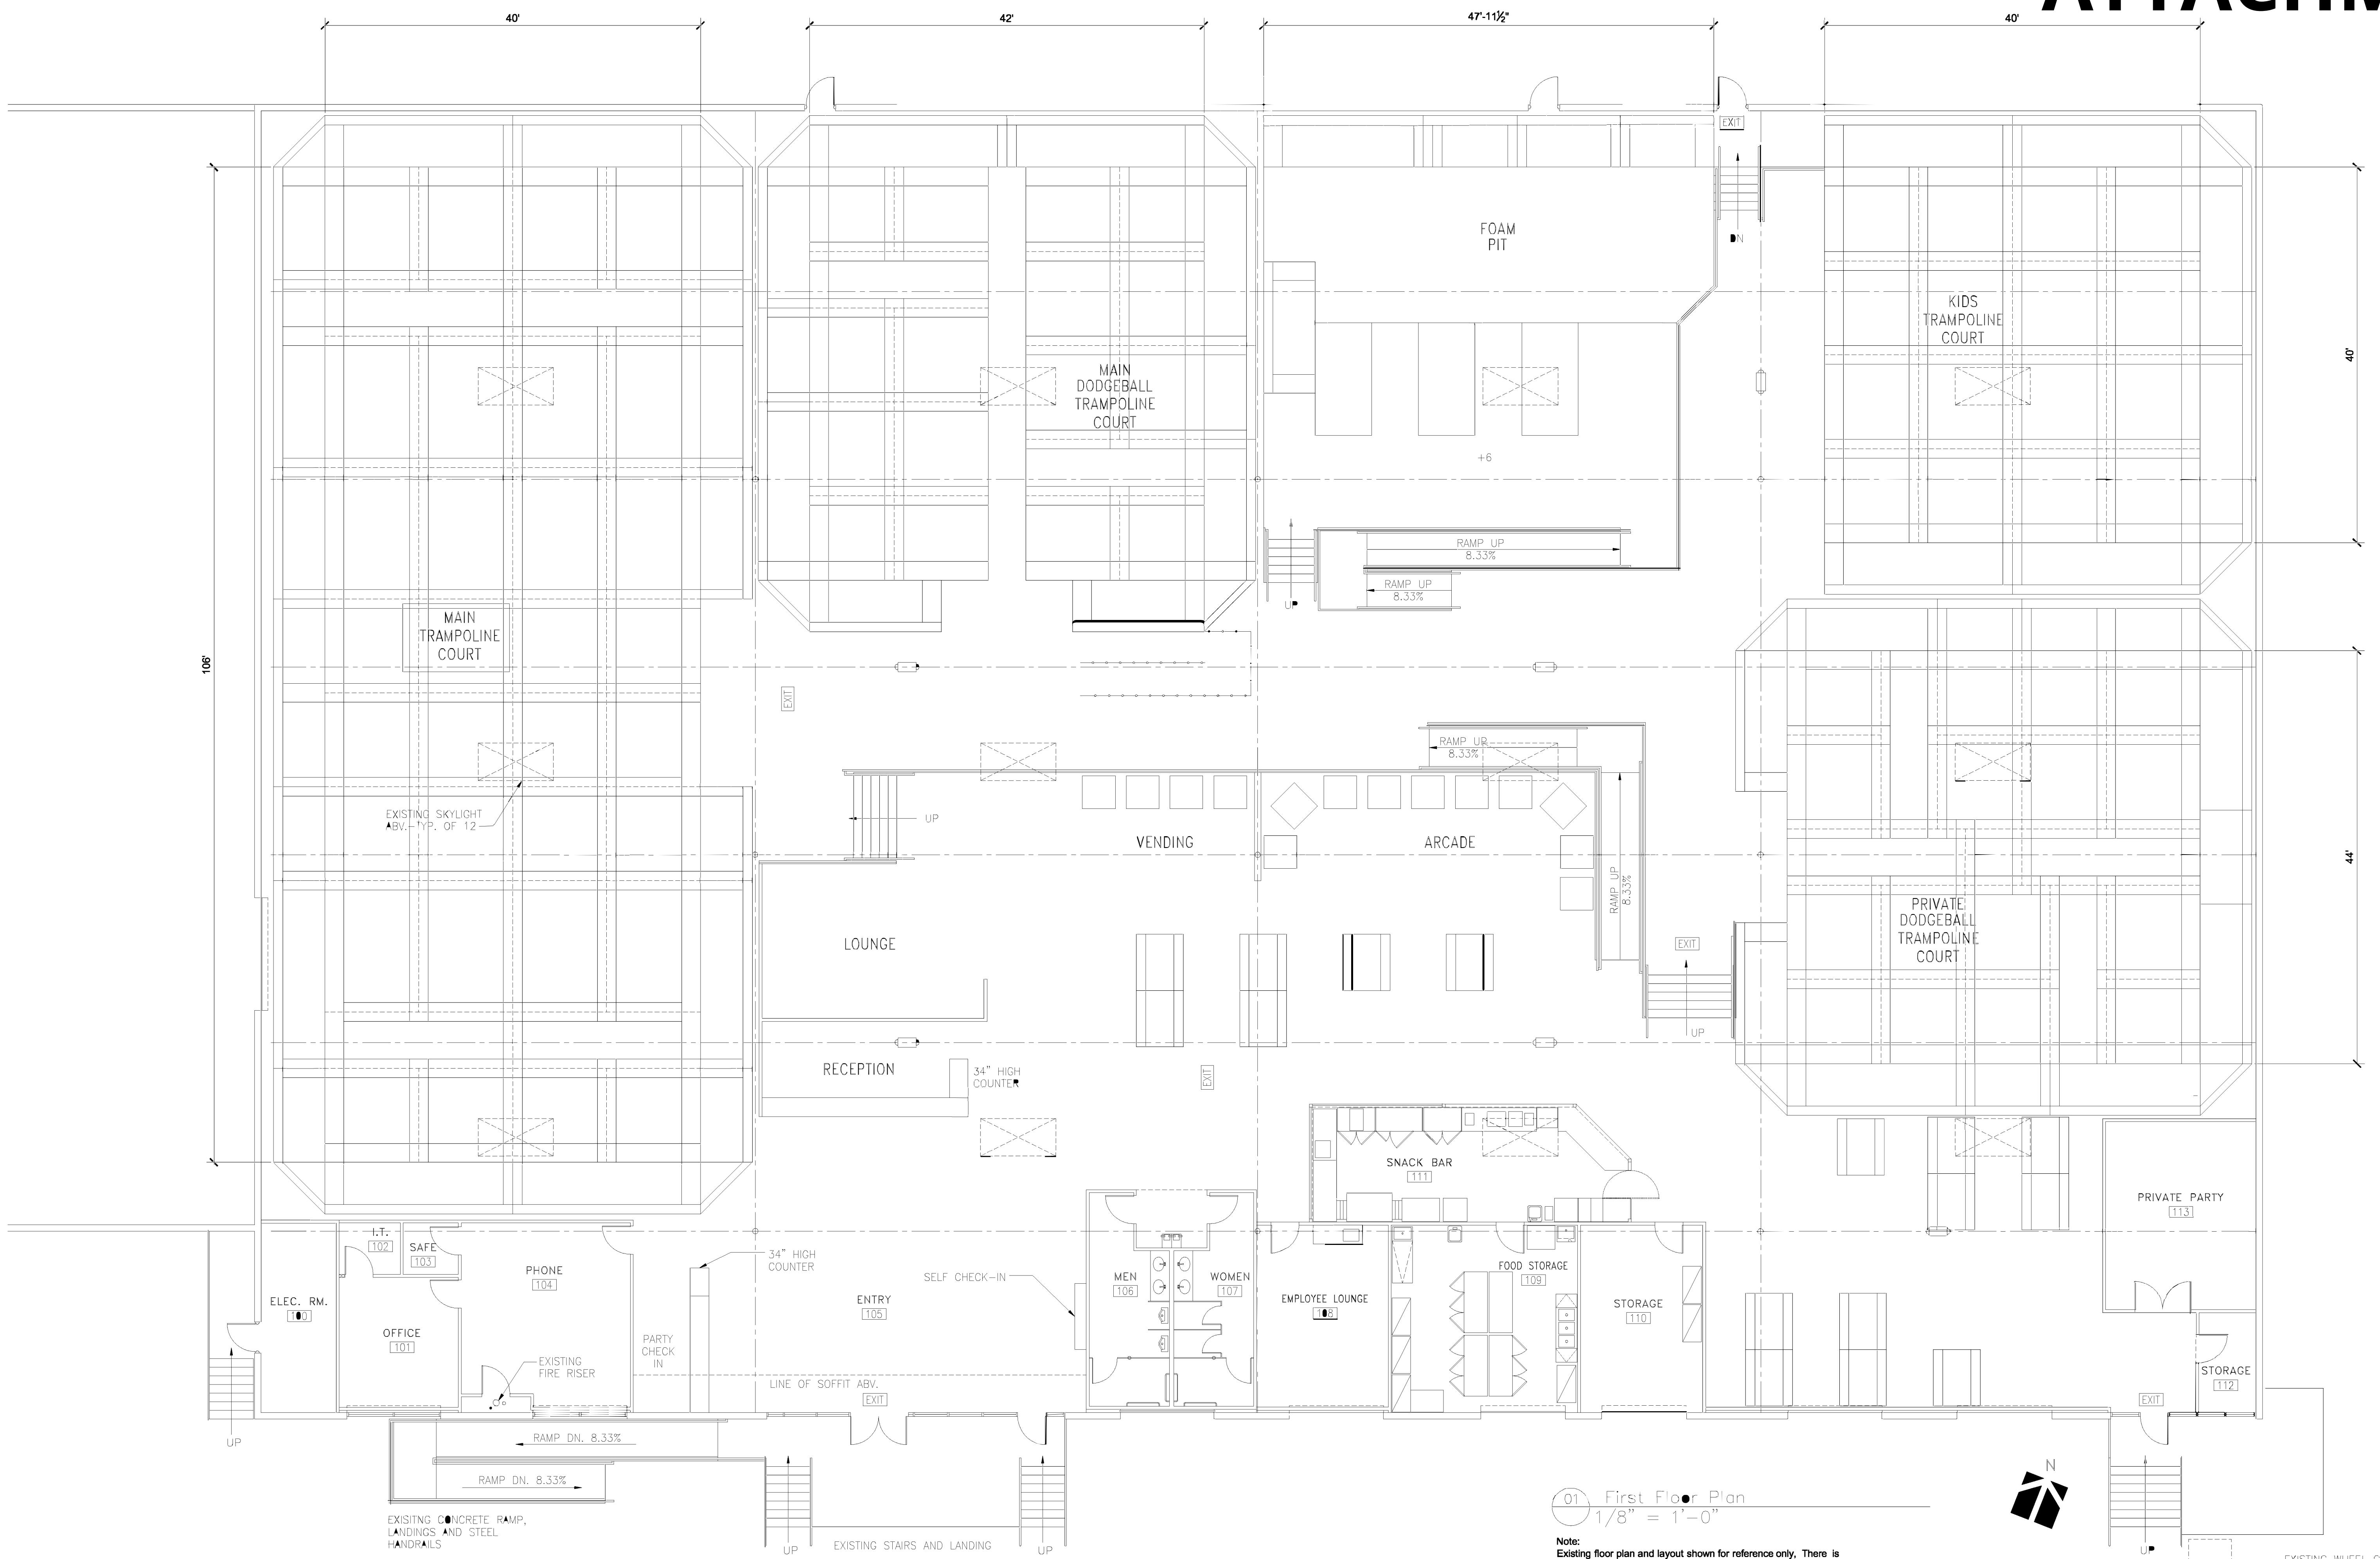 40'
42'
47'-11½"
40'
EXIT
DN
FOAM
PIT
KIDS
TRAMPOLINE
COURT
40'
MAIN
DODGEBALL
TRAMPOLINE
COURT
+6
RAMP UP
8.33%
RAMP UP
8.33%
UP
MAIN
TRAMPOLINE
COURT
106'
EXIT
RAMP UP
8.33%
EXISTING SKYLIGHT
ABV.-TYP. OF 12
UP
VENDING
ARCADE
RAMP UP
8.33%
44'
LOUNGE
EXIT
PRIVATE
DODGEBALL
TRAMPOLINE
COURT
UP
RECEPTION
34" HIGH
COUNTER
EXIT
SNACK BAR
111
PRIVATE PARTY
113
I.T.
102
SAFE
103
PHONE
104
34" HIGH
COUNTER
SELF CHECK-IN
MEN
106
WOMEN
107
FOOD STORAGE
109
ELEC. RM.
100
ENTRY
105
EMPLOYEE LOUNGE
108
STORAGE
110
OFFICE
101
PARTY
CHECK
IN
EXISTING
FIRE RISER
LINE OF SOFFIT ABV.
EXIT
STORAGE
112
EXIT
UP
RAMP DN. 8.33%
RAMP DN. 8.33%
N
01 First Floor Plan
1/8" = 1'-0"
EXISITNG CONCRETE RAMP,
LANDINGS AND STEEL
HANDRAILS
UP
EXISTING STAIRS AND LANDING
UP
UP
Note:
Existing floor plan and layout shown for reference only, There is